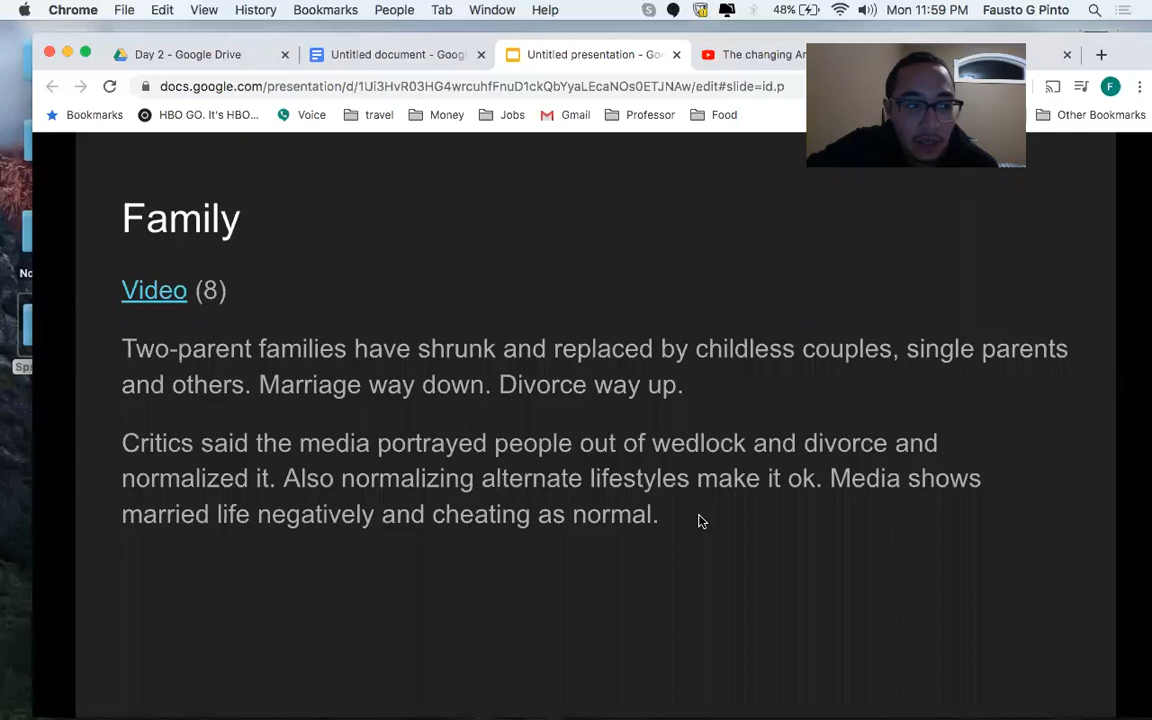 Chrome File Edit View History Bookmarks People Tab Window Help 48% Mon 11:59 PM Fausto G Pinto
Day 2 - Google Drive Untitled document - Goog Untitled presentation - Goo The changing Am
docs.google.com/presentation/d/1Ui3HvR03HG4wrcuhfFnuD1ckQbYyaLEcaNOs0ETJNAw/edit#slide=id.p F
Bookmarks HBO GO. It's HBO... Voice travel Money Jobs Gmail Professor Food Other Bookmarks
Family
Video (8)
Two-parent families have shrunk and replaced by childless couples, single parents
and others. Marriage way down. Divorce way up.
Critics said the media portrayed people out of wedlock and divorce and
normalized it. Also normalizing alternate lifestyles make it ok. Media shows
married life negatively and cheating as normal.